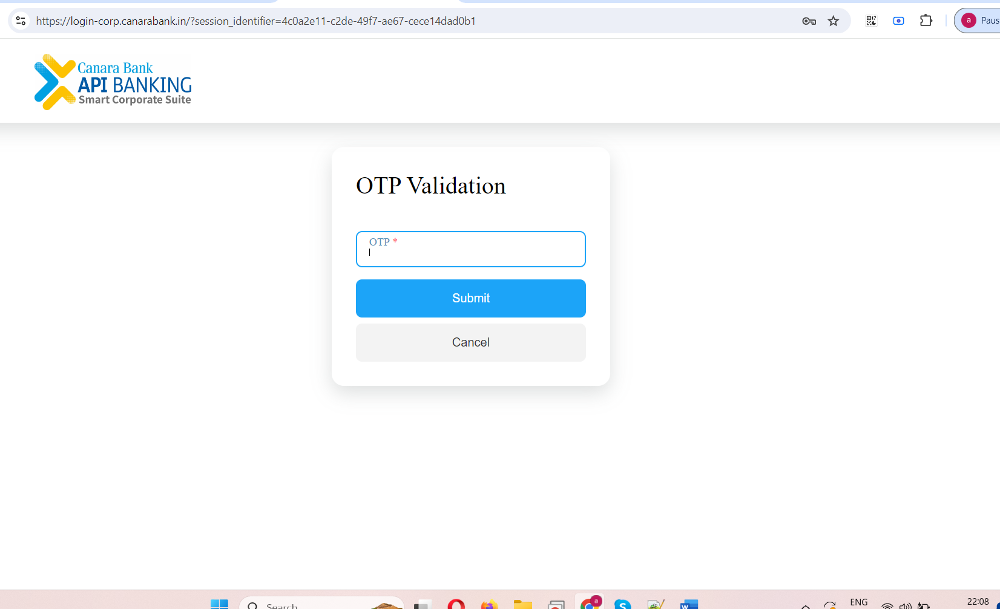 https://login-corp.canarabank.in/?session_identifier=4c0a2e11-c2de-49f7-ae67-cece14dad0b1
a Paus
Canara Bank
API BANKING
Smart Corporate Suite
OTP Validation
OTP *
Submit
Cancel
Search
a
S
W
ENG
22:08